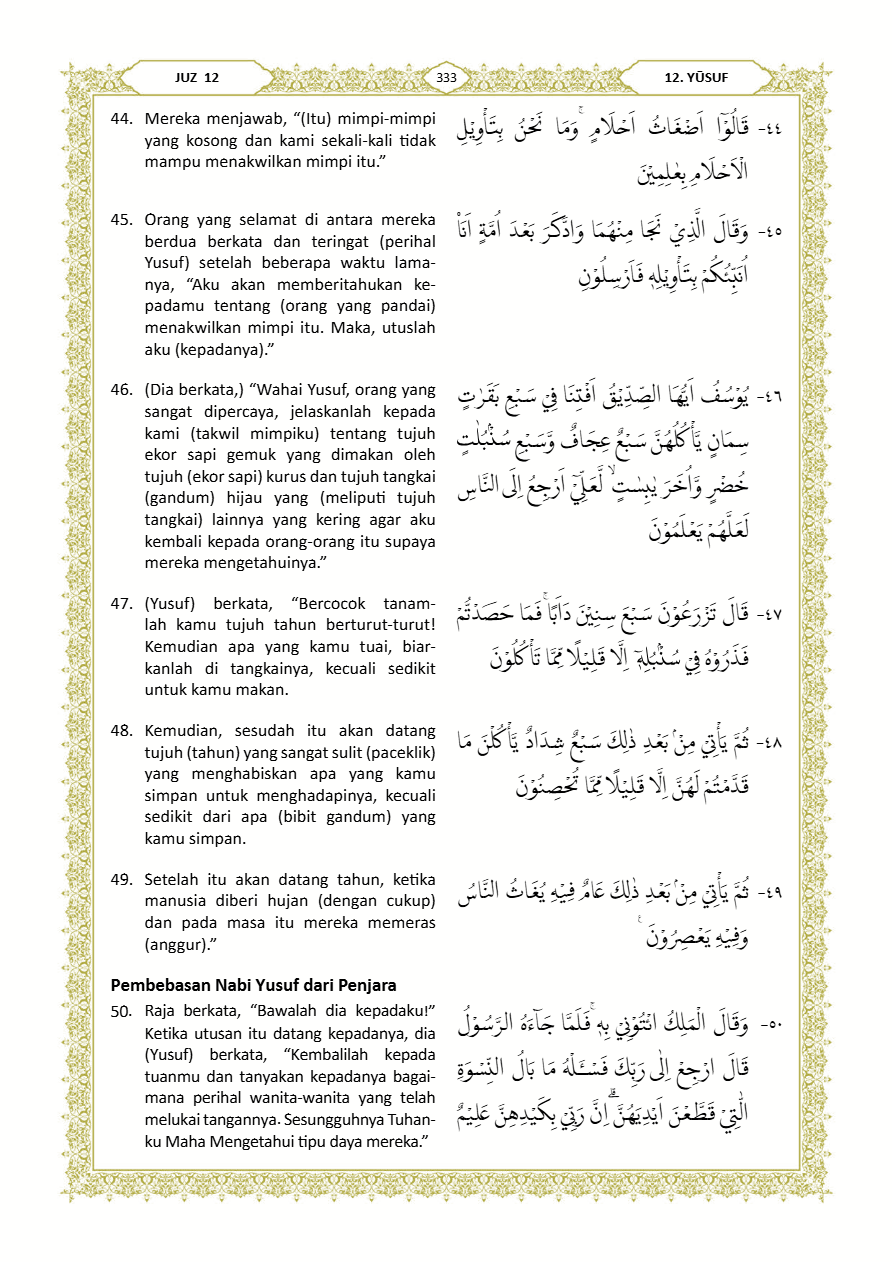 JUZ 12
333
12. YŪSUF
44. Mereka menjawab, “(Itu) mimpi-mimpi
yang kosong dan kami sekali-kali tidak
mampu menakwilkan mimpi itu.”
٤٤- قَالُوْٓا اَضْغَاثُ اَحْلَامٍ ۚوَمَا نَحْنُ بِتَأْوِيْلِ
الْاَحْلَامِ بِعٰلِمِيْنَ
45. Orang yang selamat di antara mereka
berdua berkata dan teringat (perihal
Yusuf) setelah beberapa waktu lama-
nya, “Aku akan memberitahukan ke-
padamu tentang (orang yang pandai)
menakwilkan mimpi itu. Maka, utuslah
aku (kepadanya).”
٤٥- وَقَالَ الَّذِيْ نَجَا مِنْهُمَا وَادَّكَرَ بَعْدَ اُمَّةٍ اَنَا۠
اُنَبِّئُكُمْ بِتَأْوِيْلِهٖ فَاَرْسِلُوْنِ
46. (Dia berkata,) “Wahai Yusuf, orang yang
sangat dipercaya, jelaskanlah kepada
kami (takwil mimpiku) tentang tujuh
ekor sapi gemuk yang dimakan oleh
tujuh (ekor sapi) kurus dan tujuh tangkai
(gandum) hijau yang (meliputi tujuh
tangkai) lainnya yang kering agar aku
kembali kepada orang-orang itu supaya
mereka mengetahuinya.”
٤٦- يُوْسُفُ اَيُّهَا الصِّدِّيْقُ اَفْتِنَا فِيْ سَبْعِ بَقَرٰتٍ
سِمَانٍ يَّأْكُلُهُنَّ سَبْعٌ عِجَافٌ وَّسَبْعِ سُنْۢبُلٰتٍ
خُضْرٍ وَّاُخَرَ يٰبِسٰتٍۙ لَّعَلِّيْٓ اَرْجِعُ اِلَى النَّاسِ
لَعَلَّهُمْ يَعْلَمُوْنَ
47. (Yusuf) berkata, “Bercocok tanam-
lah kamu tujuh tahun berturut-turut!
Kemudian apa yang kamu tuai, biar-
kanlah di tangkainya, kecuali sedikit
untuk kamu makan.
٤٧- قَالَ تَزْرَعُوْنَ سَبْعَ سِنِيْنَ دَاَبًاۚ فَمَا حَصَدْتُّمْ
فَذَرُوْهُ فِيْ سُنْۢبُلِهٖٓ اِلَّا قَلِيْلًا مِّمَّا تَأْكُلُوْنَ
48. Kemudian, sesudah itu akan datang
tujuh (tahun) yang sangat sulit (paceklik)
yang menghabiskan apa yang kamu
simpan untuk menghadapinya, kecuali
sedikit dari apa (bibit gandum) yang
kamu simpan.
٤٨- ثُمَّ يَأْتِيْ مِنْۢ بَعْدِ ذٰلِكَ سَبْعٌ شِدَادٌ يَّأْكُلْنَ مَا
قَدَّمْتُمْ لَهُنَّ اِلَّا قَلِيْلًا مِّمَّا تُحْصِنُوْنَ
49. Setelah itu akan datang tahun, ketika
manusia diberi hujan (dengan cukup)
dan pada masa itu mereka memeras
(anggur).”
٤٩- ثُمَّ يَأْتِيْ مِنْۢ بَعْدِ ذٰلِكَ عَامٌ فِيْهِ يُغَاثُ النَّاسُ
وَفِيْهِ يَعْصِرُوْنَ ࣖ
Pembebasan Nabi Yusuf dari Penjara
50. Raja berkata, “Bawalah dia kepadaku!”
Ketika utusan itu datang kepadanya, dia
(Yusuf) berkata, “Kembalilah kepada
tuanmu dan tanyakan kepadanya bagai-
mana perihal wanita-wanita yang telah
melukai tangannya. Sesungguhnya Tuhan-
ku Maha Mengetahui tipu daya mereka.”
٥٠- وَقَالَ الْمَلِكُ ائْتُوْنِيْ بِهٖۚ فَلَمَّا جَاۤءَهُ الرَّسُوْلُ
قَالَ ارْجِعْ اِلٰى رَبِّكَ فَسْـَٔلْهُ مَا بَالُ النِّسْوَةِ
الّٰتِيْ قَطَّعْنَ اَيْدِيَهُنَّ ۗاِنَّ رَبِّيْ بِكَيْدِهِنَّ عَلِيْمٌ